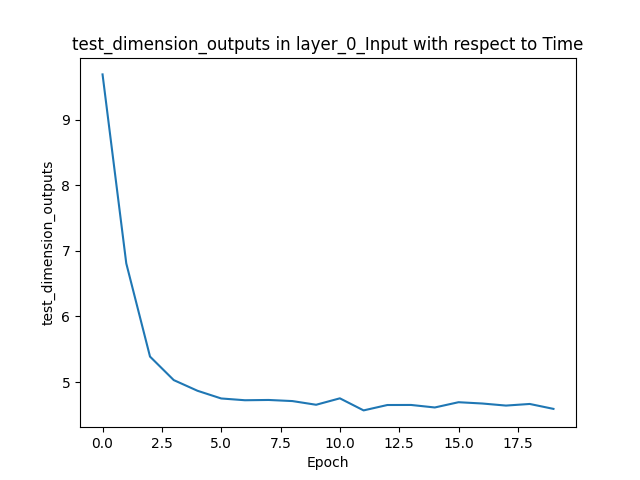 test_dimension_outputs in layer_0_Input with respect to Time
9
8
7
6
5
test_dimension_outputs
0.0 2.5 5.0 7.5 10.0 12.5 15.0 17.5
Epoch